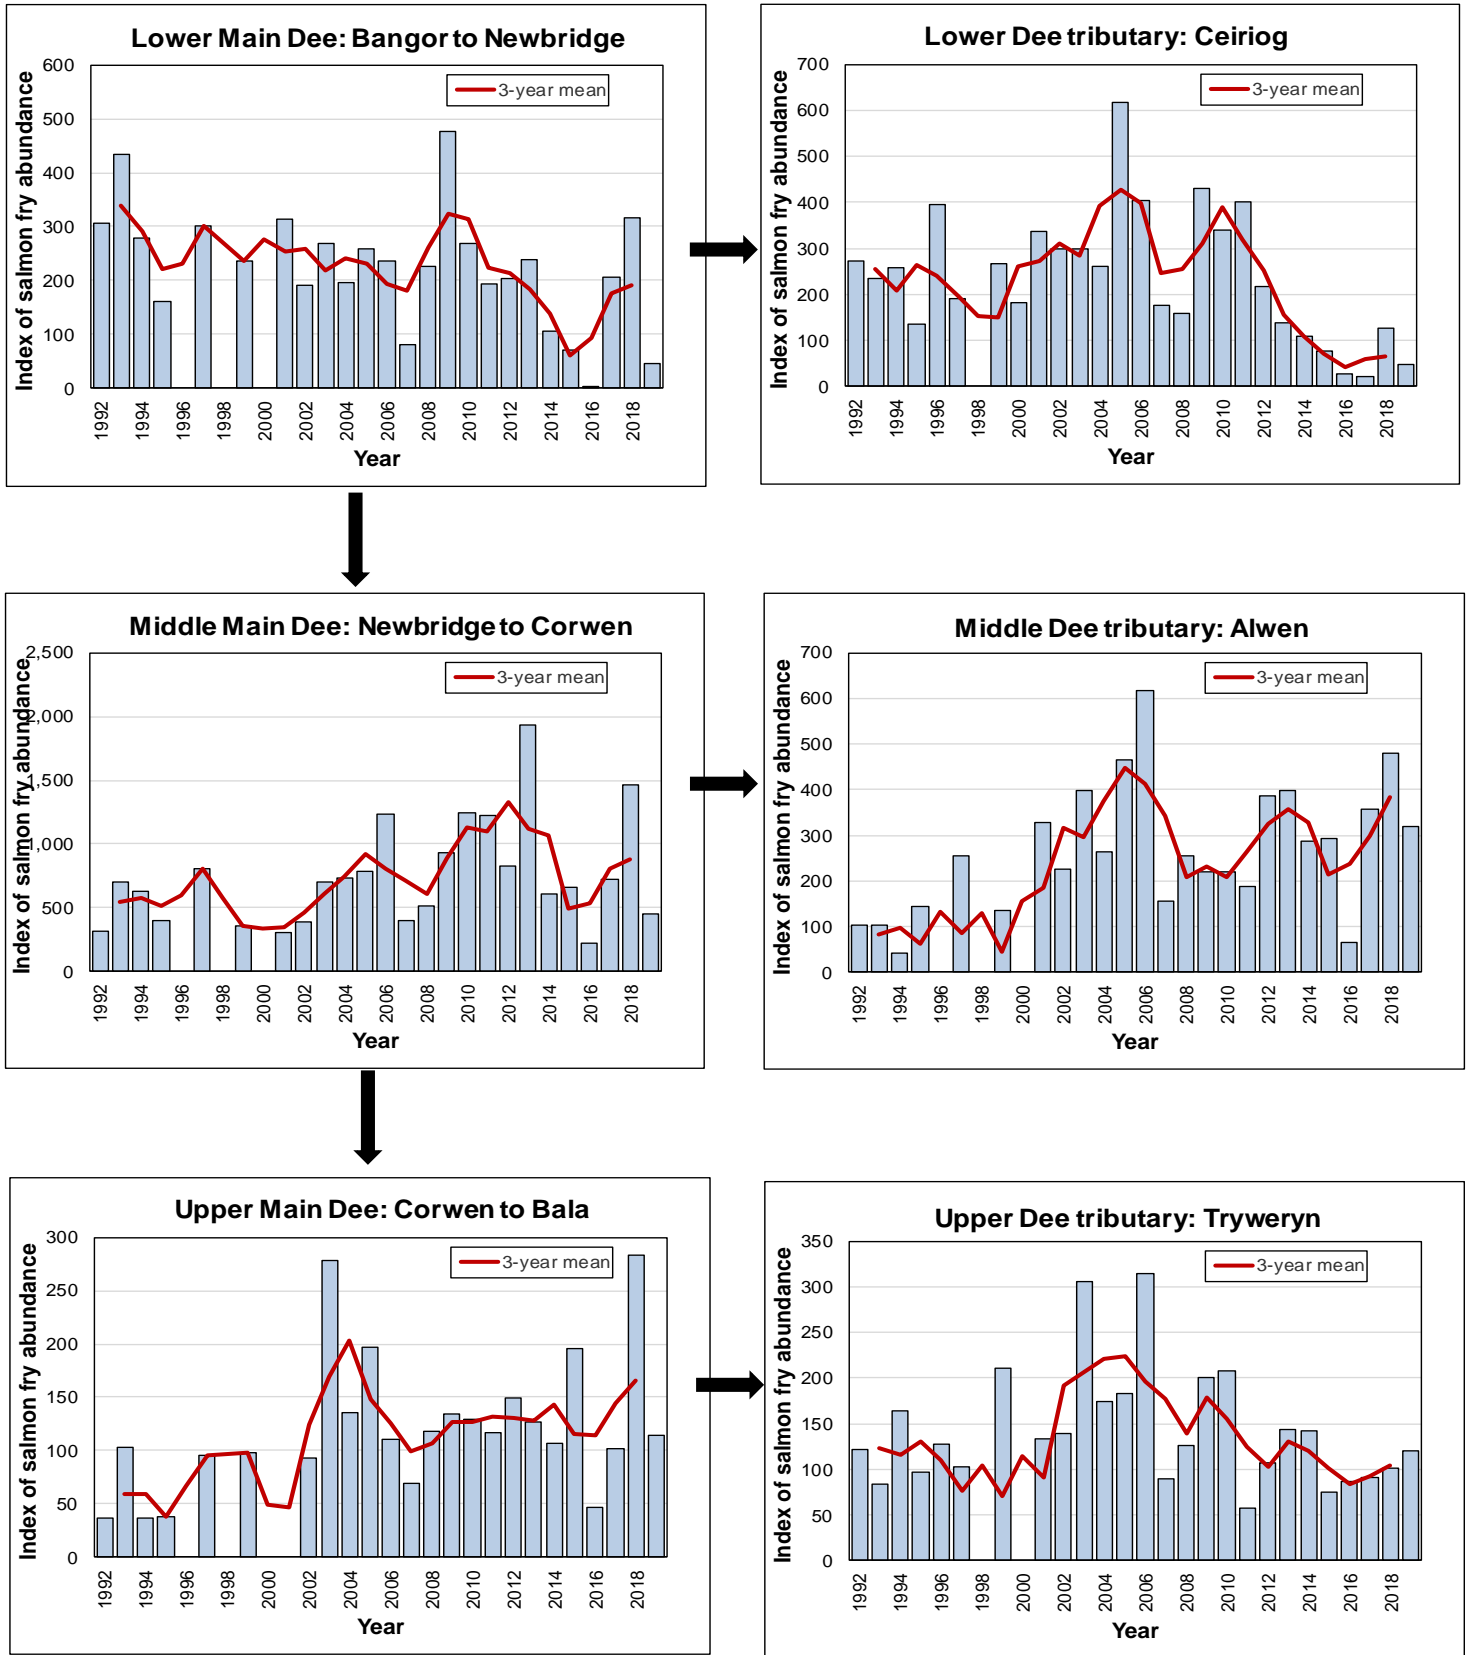 Lower Main Dee: Bangor to Newbridge
Index of salmon fry abundance
600
500
400
300
200
100
0
3-year mean
1992 1994 1996 1998 2000 2002 2004 2006 2008 2010 2012 2014 2016 2018
Year
Lower Dee tributary: Ceiriog
Index of salmon fry abundance
700
600
500
400
300
200
100
0
3-year mean
1992 1994 1996 1998 2000 2002 2004 2006 2008 2010 2012 2014 2016 2018
Year
Middle Main Dee: Newbridge to Corwen
Index of salmon fry abundance
2,500
2,000
1,500
1,000
500
0
3-year mean
1992 1994 1996 1998 2000 2002 2004 2006 2008 2010 2012 2014 2016 2018
Year
Middle Dee tributary: Alwen
Index of salmon fry abundance
700
600
500
400
300
200
100
0
3-year mean
1992 1994 1996 1998 2000 2002 2004 2006 2008 2010 2012 2014 2016 2018
Year
Upper Main Dee: Corwen to Bala
Index of salmon fry abundance
300
250
200
150
100
50
0
3-year mean
1992 1994 1996 1998 2000 2002 2004 2006 2008 2010 2012 2014 2016 2018
Year
Upper Dee tributary: Tryweryn
Index of salmon fry abundance
350
300
250
200
150
100
50
0
3-year mean
1992 1994 1996 1998 2000 2002 2004 2006 2008 2010 2012 2014 2016 2018
Year